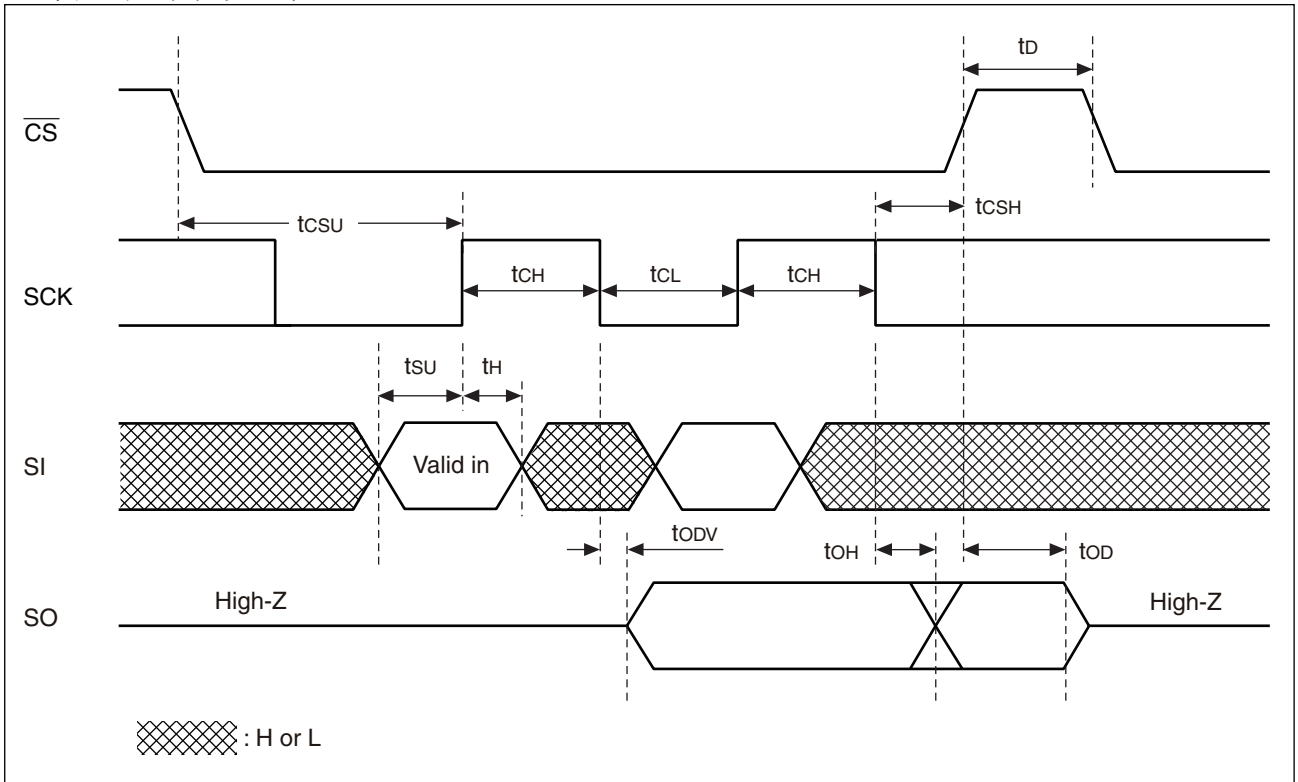 tD
CS
tCSU
tCSH
SCK
tCH
tCL
tCH
tSU
tH
SI
Valid in
tODV
tOH
tOD
SO
High-Z
High-Z
: H or L